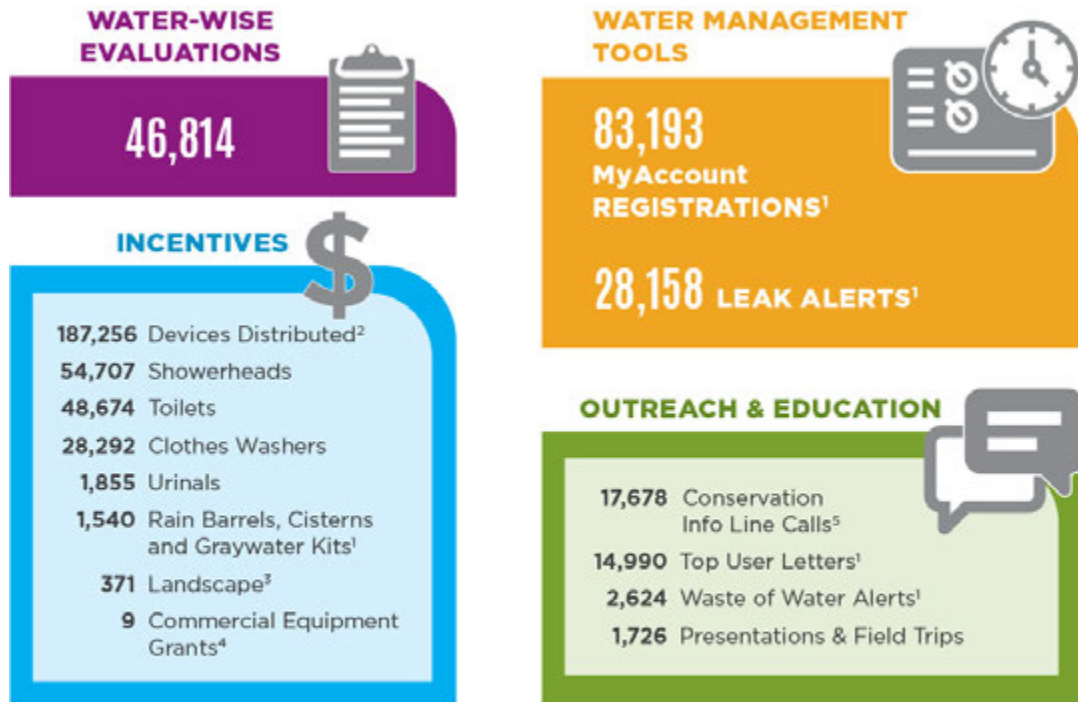 WATER-WISE
EVALUATIONS
46,814
INCENTIVES
$
187,256 Devices Distributed²
54,707 Showerheads
48,674 Toilets
28,292 Clothes Washers
1,855 Urinals
1,540 Rain Barrels, Cisterns
and Graywater Kits¹
371 Landscape³
9 Commercial Equipment
Grants⁴
WATER MANAGEMENT
TOOLS
83,193
MyAccount
REGISTRATIONS¹
28,158 LEAK ALERTS¹
OUTREACH & EDUCATION
17,678 Conservation
Info Line Calls⁵
14,990 Top User Letters¹
2,624 Waste of Water Alerts¹
1,726 Presentations & Field Trips